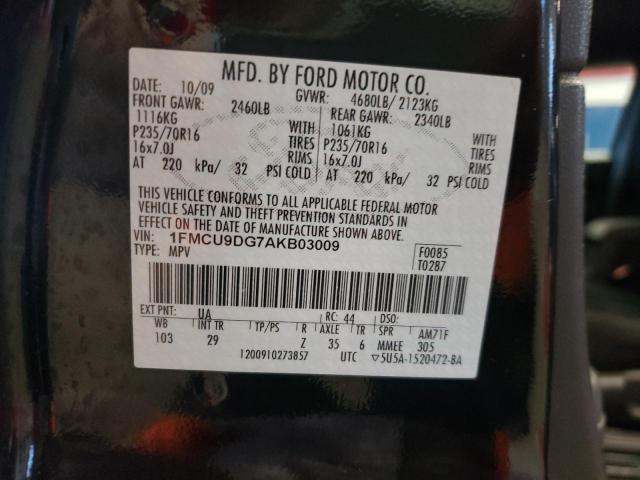 MFD. BY FORD MOTOR CO.
DATE: 10/09 GVWR: 4680LB/ 2123KG
FRONT GAWR: 2460LB REAR GAWR: 2340LB
1116KG WITH 1061KG WITH
P235/70R16 TIRES P235/70R16 TIRES
16x7.0J RIMS 16x7.0J RIMS
AT 220 kPa/ 32 PSI COLD AT 220 kPa/ 32 PSI COLD
THIS VEHICLE CONFORMS TO ALL APPLICABLE FEDERAL MOTOR
VEHICLE SAFETY AND THEFT PREVENTION STANDARDS IN
EFFECT ON THE DATE OF MANUFACTURE SHOWN ABOVE.
VIN: 1FMCU9DG7AKB03009 F0085
TYPE: MPV T0287
EXT PNT: UA RC: 44 DSO:
WB INT TR TP/PS R AXLE TR SPR AM71F
103 29 Z 35 6 MMEE 305
1200910273857 UTC ▽5U5A-1520472-BA